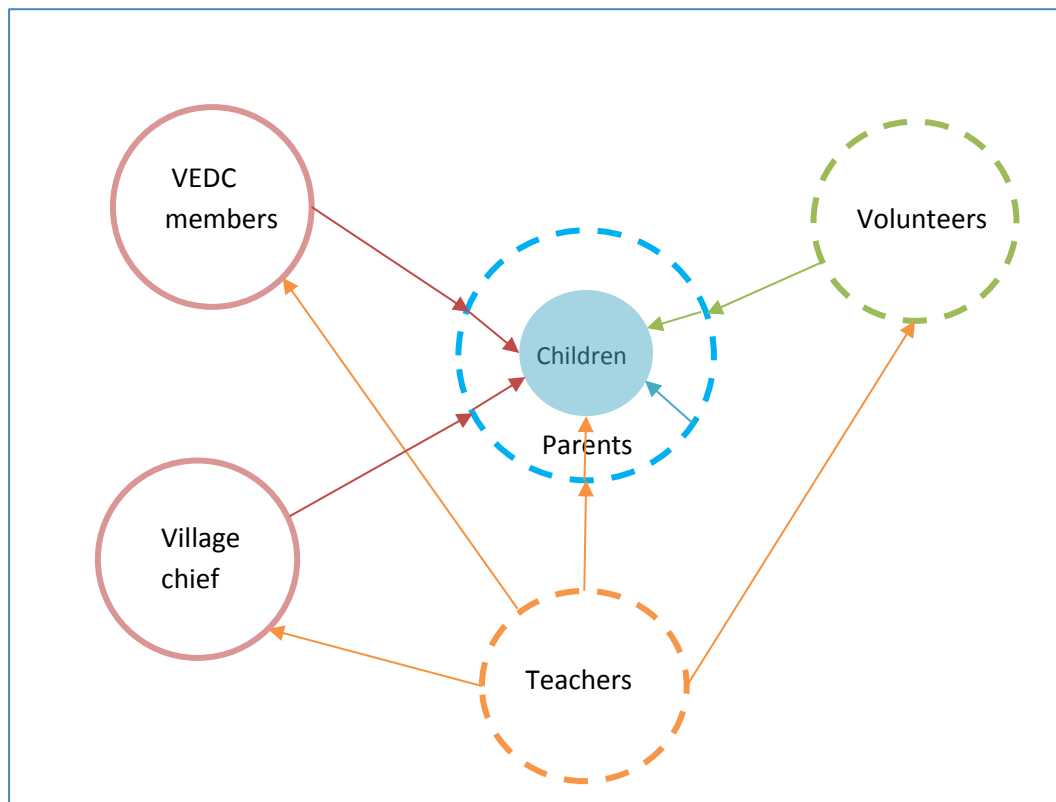 VEDC
members
Volunteers
Children
Parents
Village
chief
Teachers